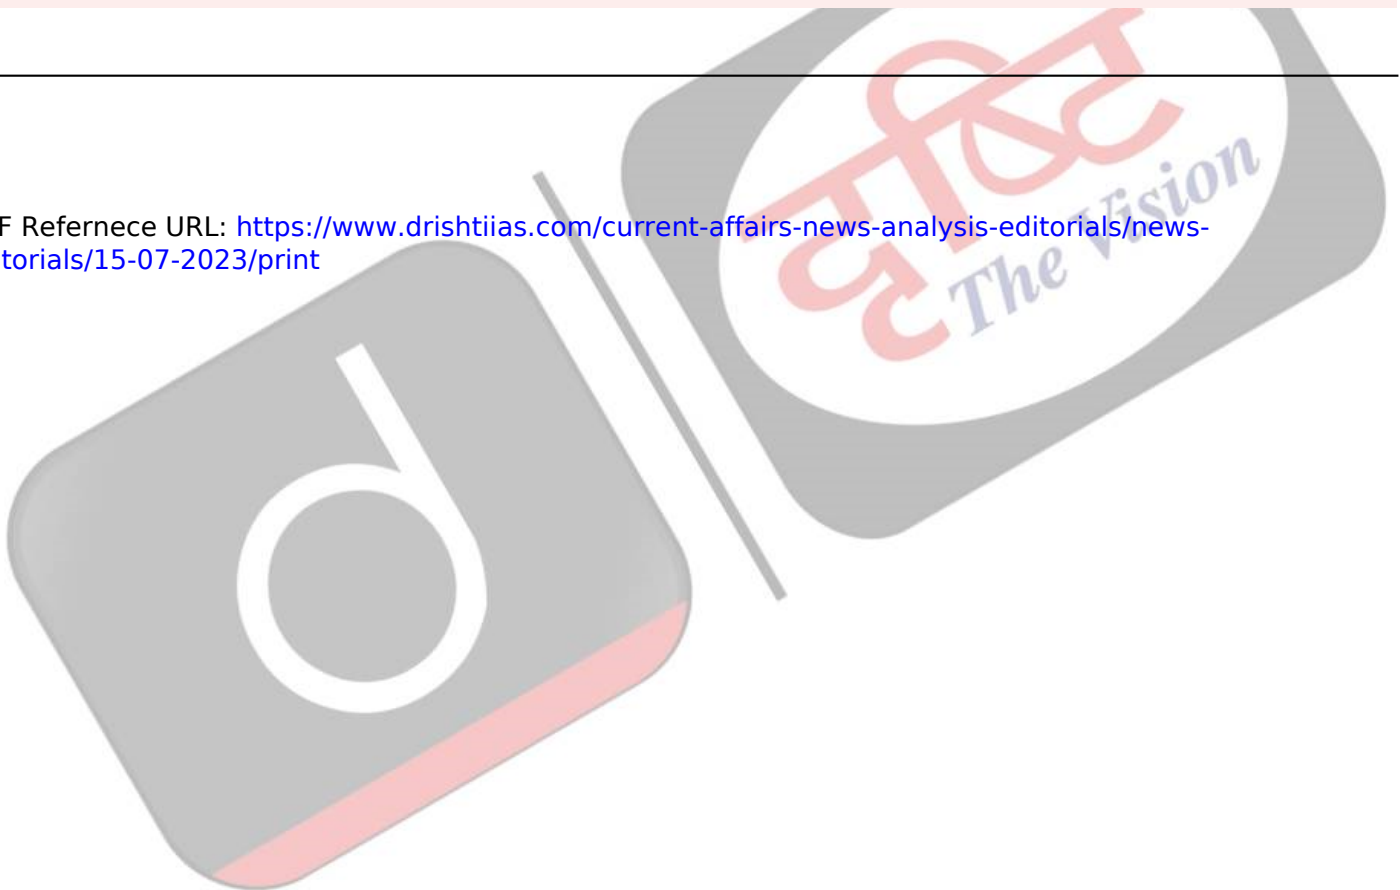 दृष्टि
The Vision
F Refernece URL: https://www.drishtiias.com/current-affairs-news-analysis-editorials/news-
torials/15-07-2023/print
d